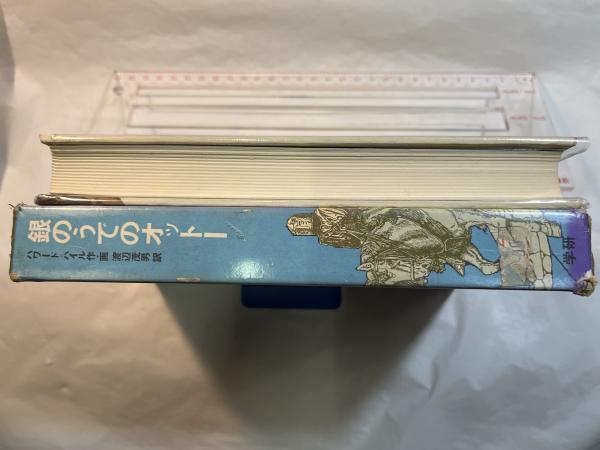 銀のうでのオットー
ハワード パイル作・画 渡辺茂男訳
学研